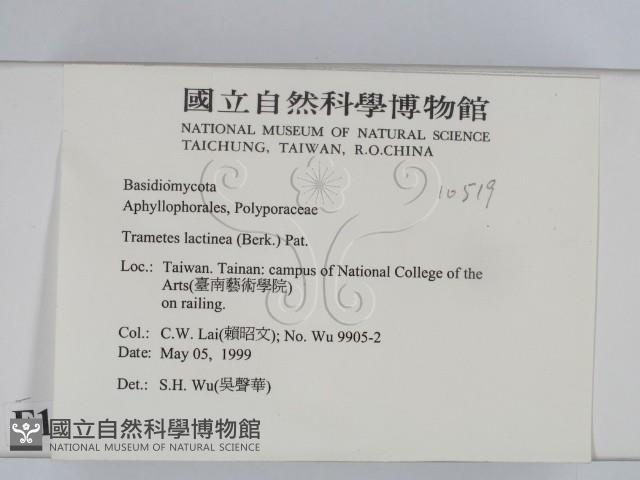 國立自然科學博物館
NATIONAL MUSEUM OF NATURAL SCIENCE
TAICHUNG, TAIWAN, R.O.CHINA
Basidiomycota
10519
Aphyllophorales, Polyporaceae
Trametes lactinea (Berk.) Pat.
Loc.: Taiwan. Tainan: campus of National College of the
Arts(臺南藝術學院)
on railing.
Col.: C.W. Lai(賴昭文); No. Wu 9905-2
Date: May 05, 1999
Det.: S.H. Wu(吳聲華)
國立自然科學博物館
NATIONAL MUSEUM OF NATURAL SCIENCE